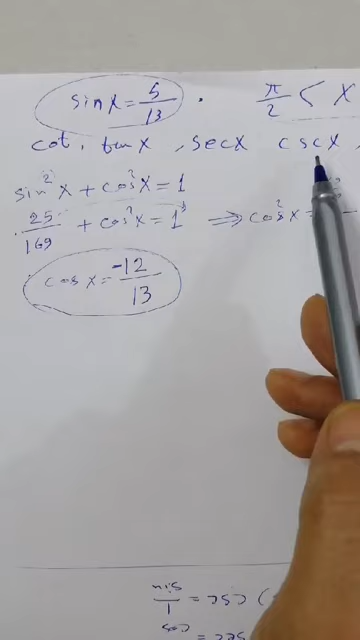 sin x = 5/13 . π/2 < x
cot, tan x , sec x csc x ,
sin² x + cos² x = 1
25/169 + cos² x = 1 ⇒ cos² x =
cos x = -12/13